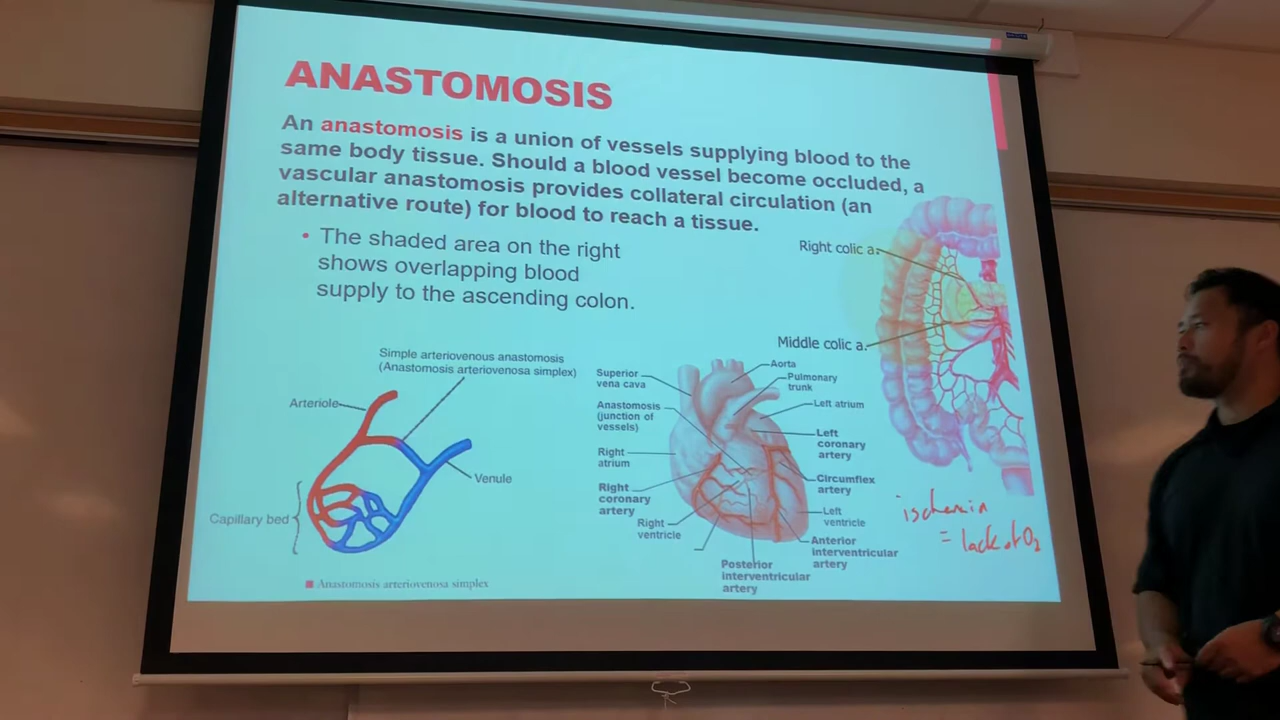 ANASTOMOSIS
An anastomosis is a union of vessels supplying blood to the
same body tissue. Should a blood vessel become occluded, a
vascular anastomosis provides collateral circulation (an
alternative route) for blood to reach a tissue.
• The shaded area on the right
shows overlapping blood
supply to the ascending colon.
Right colic a.
Middle colic a.
Simple arteriovenous anastomosis
(Anastomosis arteriovenosa simplex)
Arteriole
Venule
Capillary bed
Anastomosis arteriovenosa simplex
Superior
vena cava
Anastomosis
(junction of
vessels)
Right
atrium
Right
coronary
artery
Right
ventricle
Aorta
Pulmonary
trunk
Left atrium
Left
coronary
artery
Circumflex
artery
Left
ventricle
Anterior
interventricular
artery
Posterior
interventricular
artery
ischemia
= lack of O2